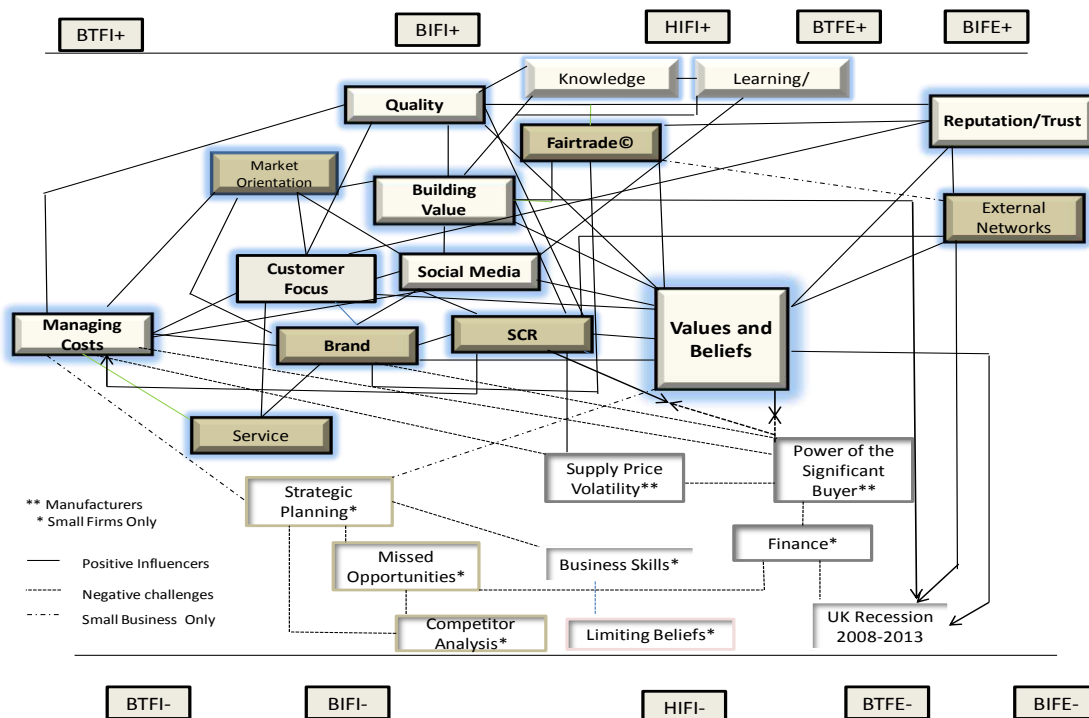 BTFI+
BIFI+
HIFI+
BTFE+
BIFE+
Knowledge
Learning/
Quality
Reputation/Trust
Fairtrade©
Market
Orientation
Building
Value
External
Networks
Customer
Focus
Social Media
Values and
Beliefs
Managing
Costs
Brand
SCR
Service
Supply Price
Volatility**
Power of the
Significant
Buyer**
Strategic
Planning*
** Manufacturers
* Small Firms Only
Missed
Opportunities*
Business Skills*
Finance*
Positive Influencers
Negative challenges
Small Business Only
Competitor
Analysis*
Limiting Beliefs*
UK Recession
2008-2013
BTFI-
BIFI-
HIFI-
BTFE-
BIFE-